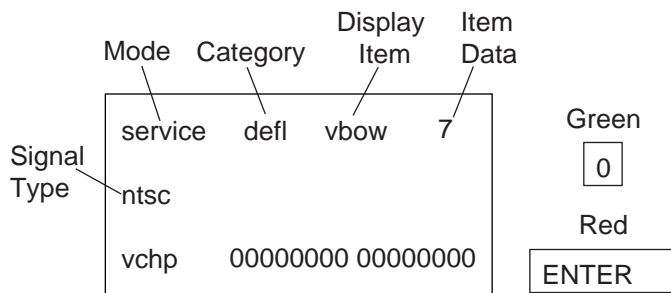 Mode Category Display Item Item Data
service defl vbow 7
Signal Type
ntsc
vchp 00000000 00000000
Green
0
Red
ENTER